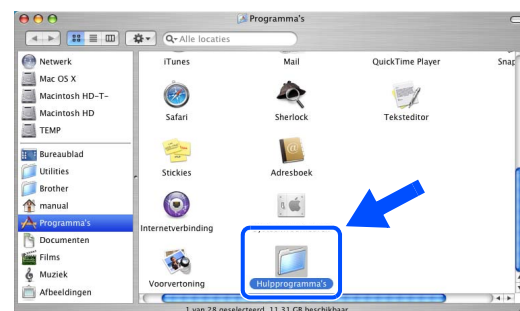 Programma's
Alle locaties
Netwerk
Mac OS X
Macintosh HD-T-
Macintosh HD
TEMP
Bureaublad
Utilities
Brother
manual
Programma's
Documenten
Films
Muziek
Afbeeldingen
iTunes Mail QuickTime Player Snap
Safari Sherlock Teksteditor
Stickies Adresboek
Internetverbinding
Voorvertoning Hulpprogramma's
1 van 28 geselecteerd, 11,31 GB beschikbaar